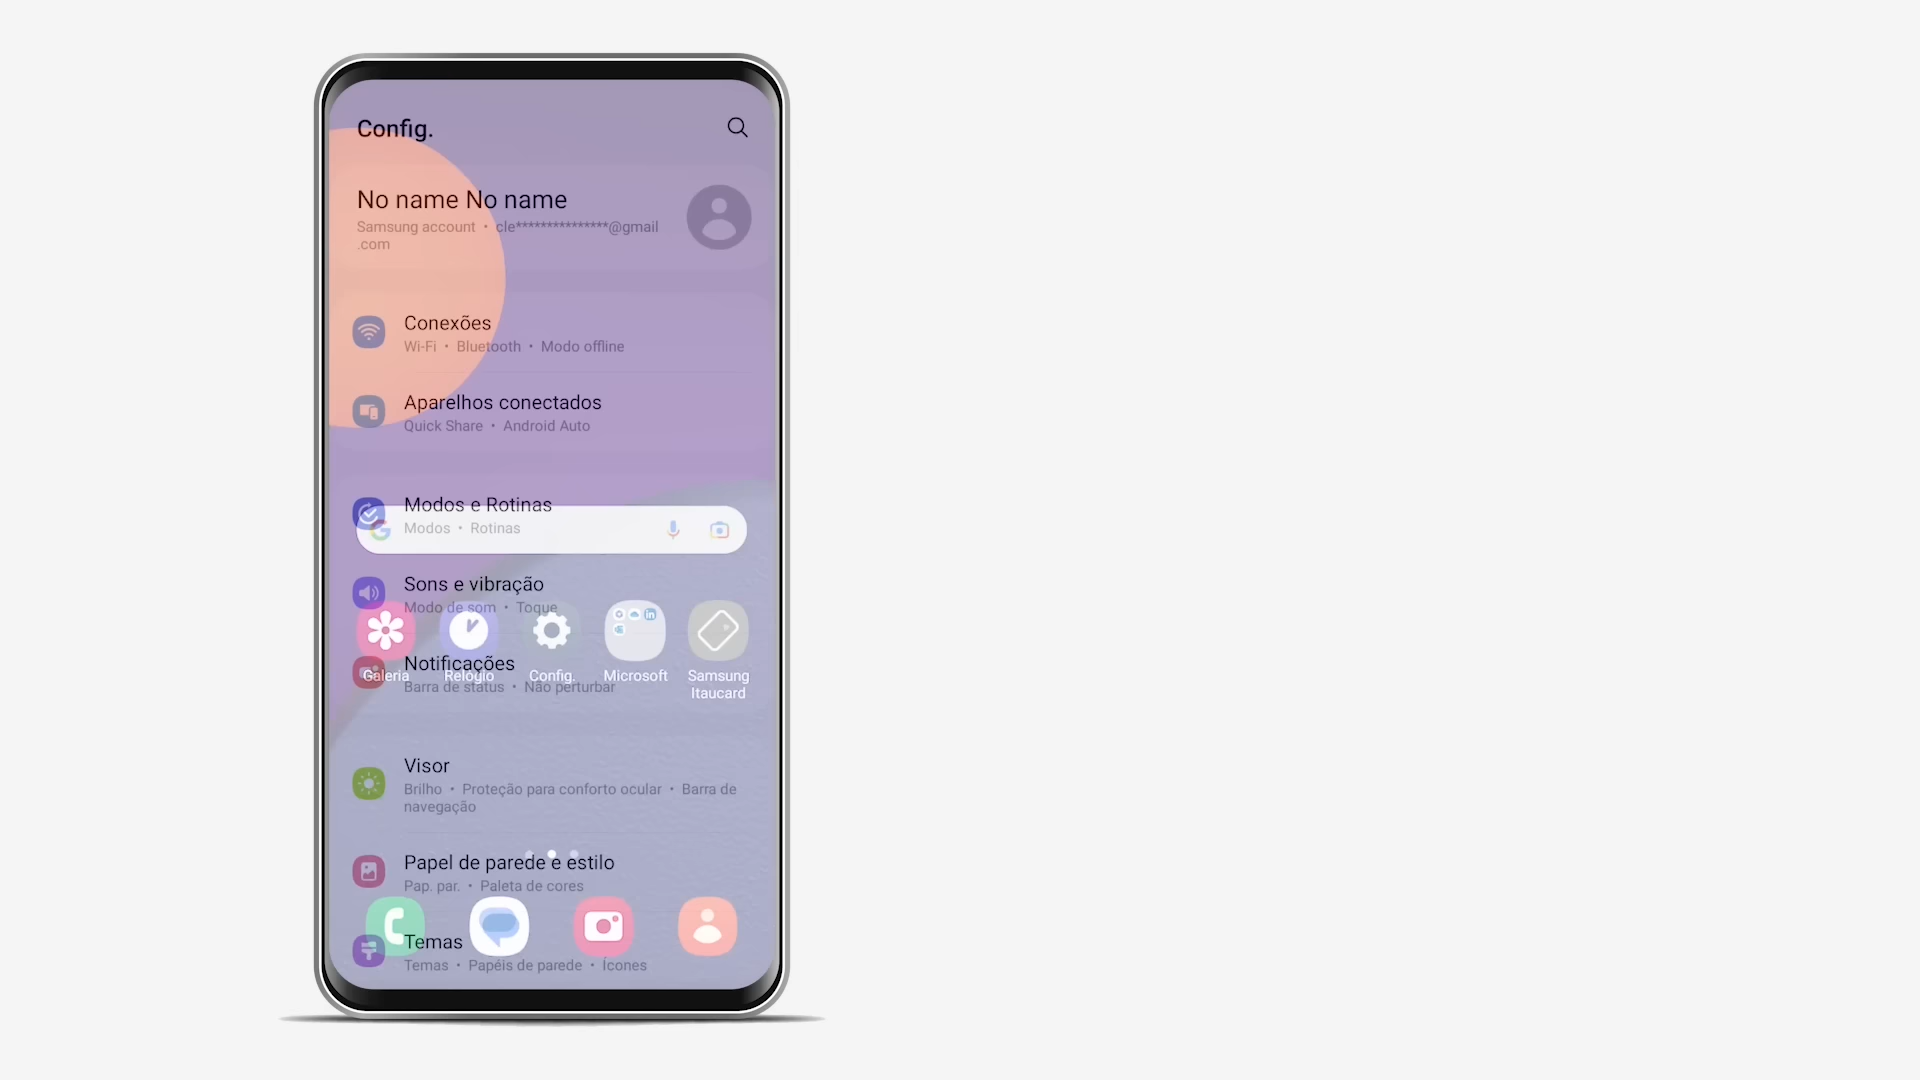 Config.
No name No name
Samsung account • cle***************@gmail
.com
Conexões
Wi-Fi • Bluetooth • Modo offline
Aparelhos conectados
Quick Share • Android Auto
Modos e Rotinas
Modos • Rotinas
Sons e vibração
Modo de som • Toque
Notificações
Barra de status • Não perturbar
Galeria
Relógio
Config.
Microsoft
Samsung
Itaucard
Visor
Brilho • Proteção para conforto ocular • Barra de
navegação
Papel de parede e estilo
Pap. par. • Paleta de cores
Temas
Temas • Papéis de parede • Ícones